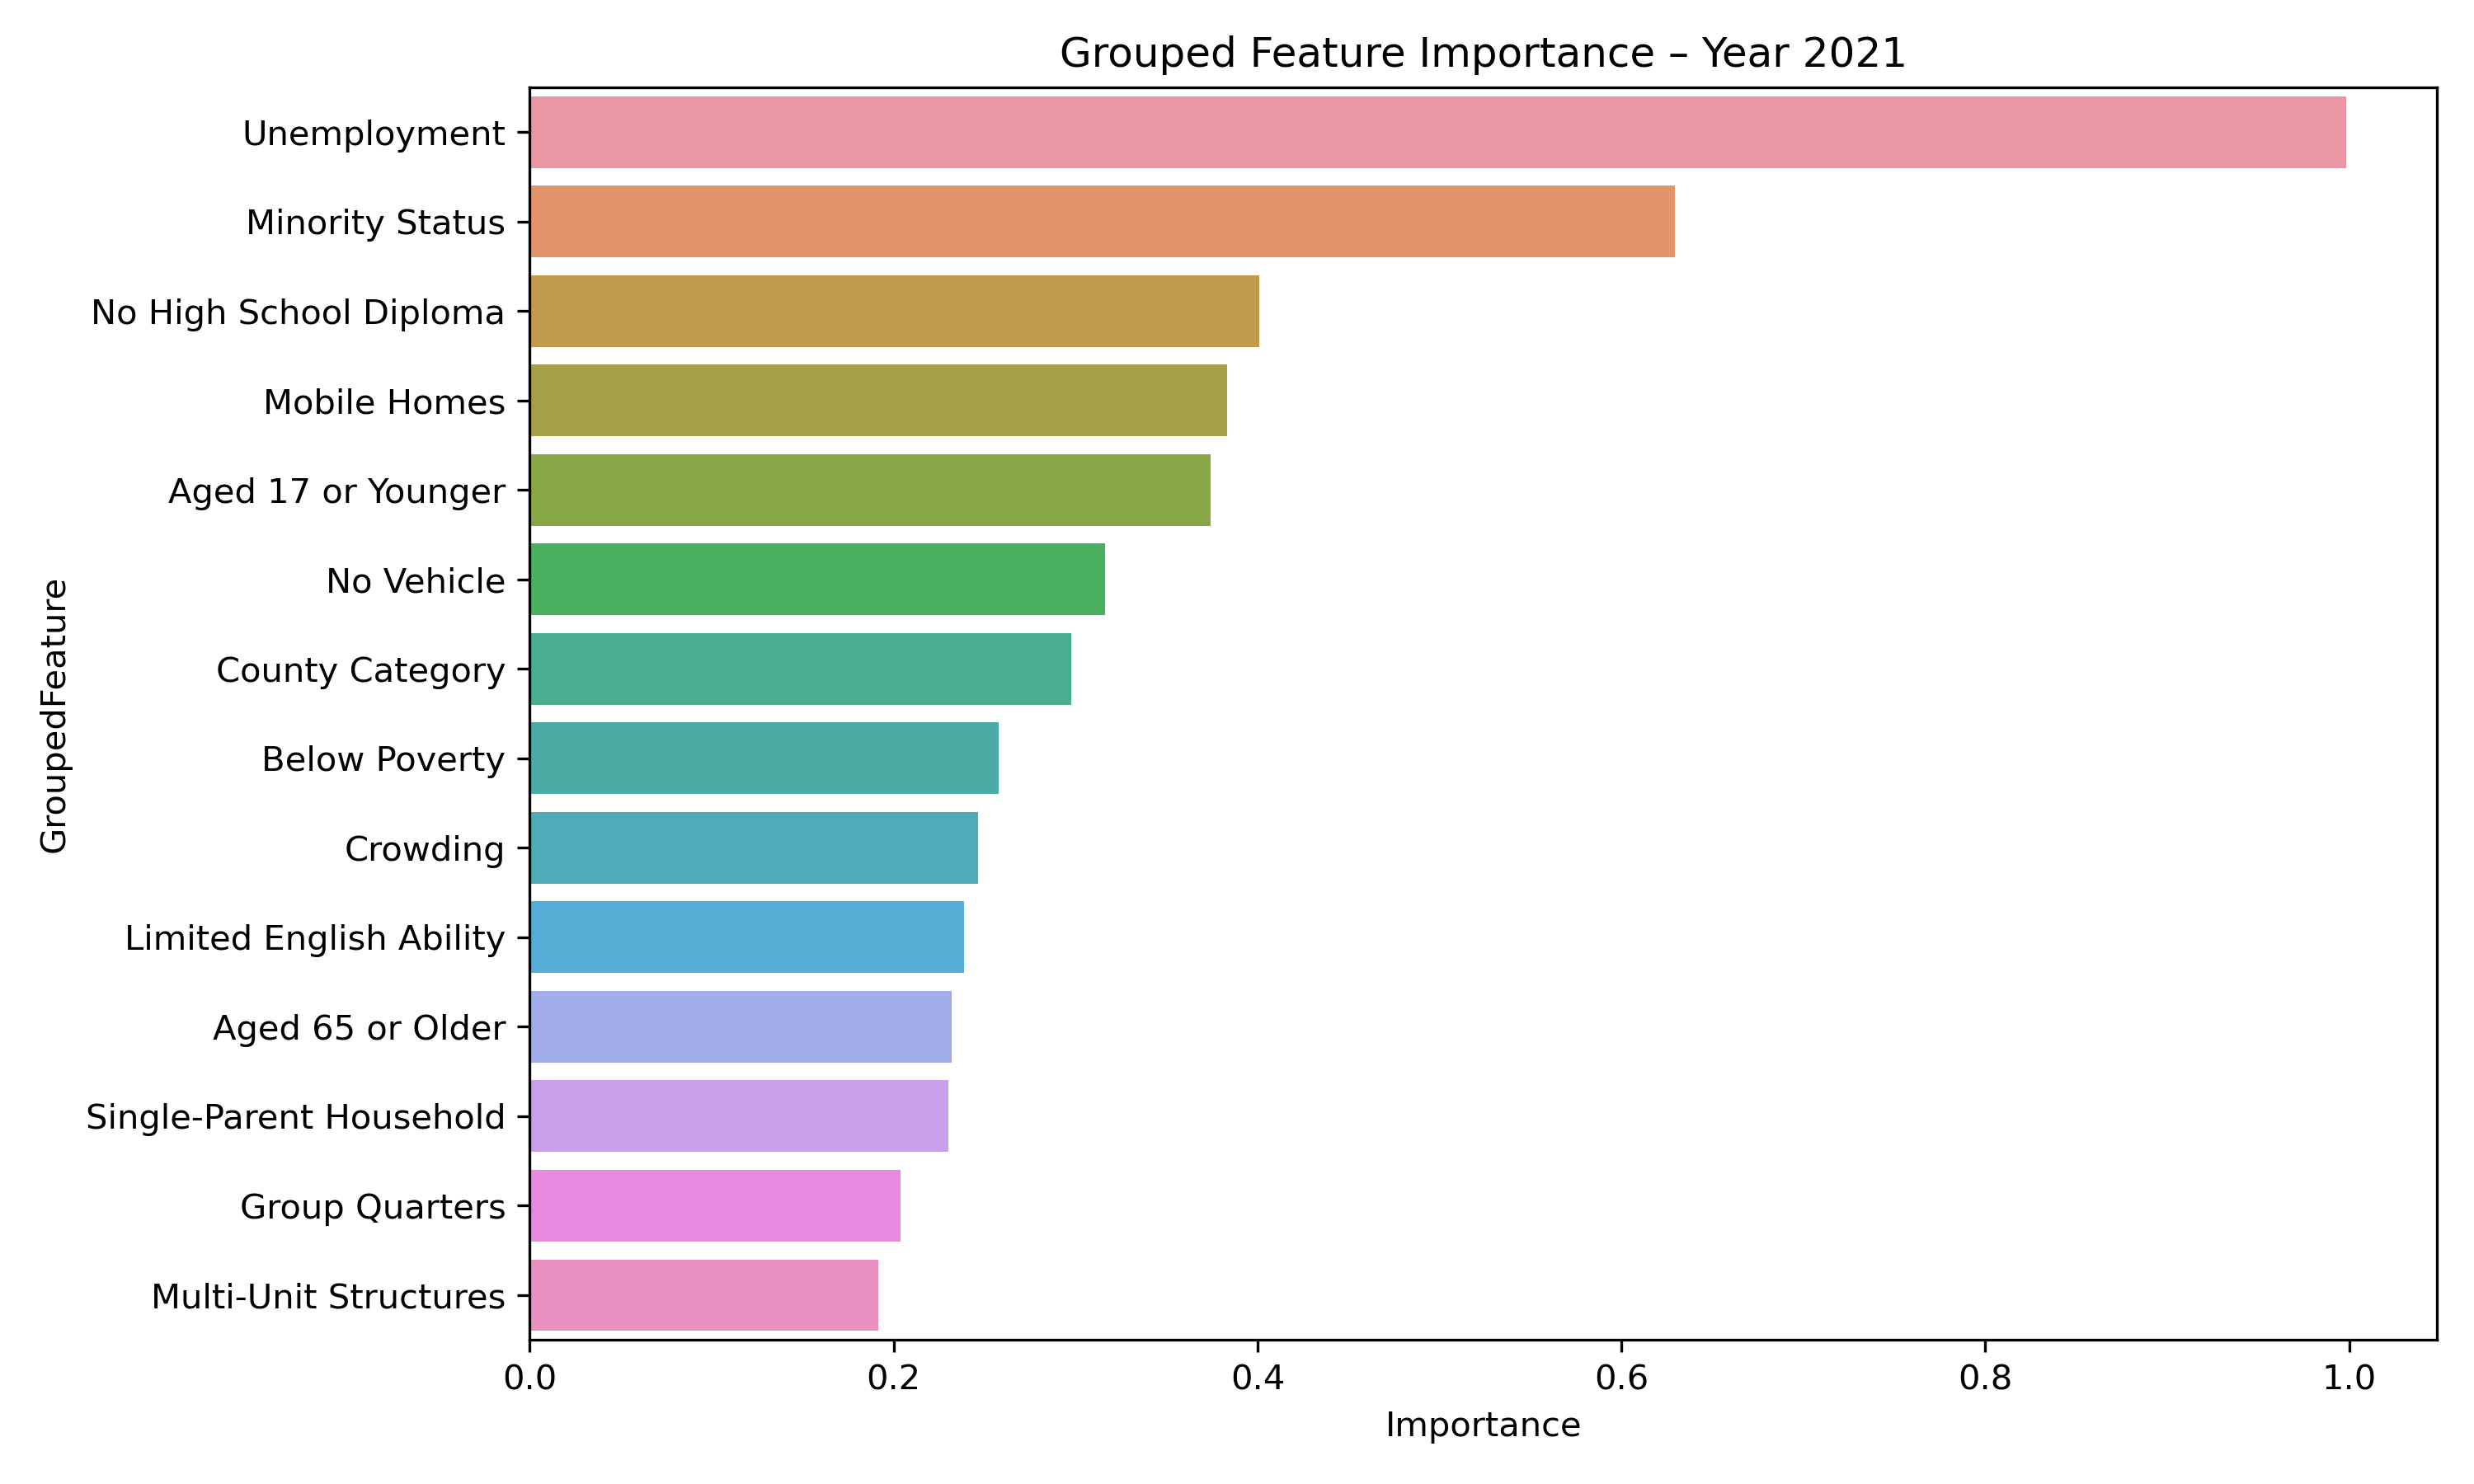 Grouped Feature Importance – Year 2021
GroupedFeature
Unemployment
Minority Status
No High School Diploma
Mobile Homes
Aged 17 or Younger
No Vehicle
County Category
Below Poverty
Crowding
Limited English Ability
Aged 65 or Older
Single-Parent Household
Group Quarters
Multi-Unit Structures
0.0 0.2 0.4 0.6 0.8 1.0
Importance